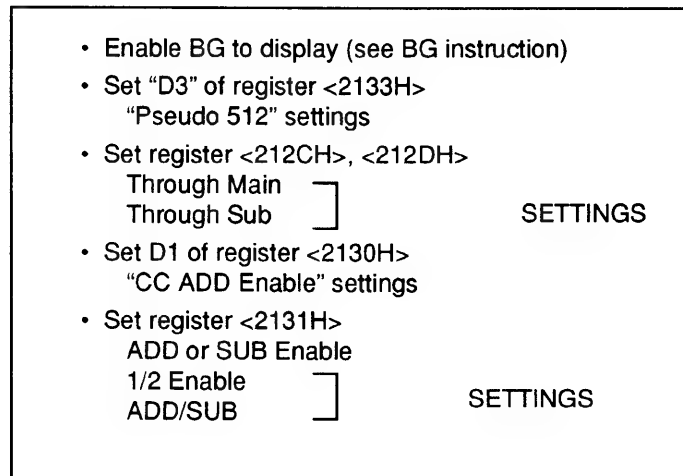 • Enable BG to display (see BG instruction)
• Set “D3” of register <2133H>
“Pseudo 512” settings
• Set register <212CH>, <212DH>
Through Main
Through Sub SETTINGS
• Set D1 of register <2130H>
“CC ADD Enable” settings
• Set register <2131H>
ADD or SUB Enable
1/2 Enable
ADD/SUB SETTINGS